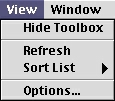 View Window
Hide Toolbox
Refresh
Sort List
Options...